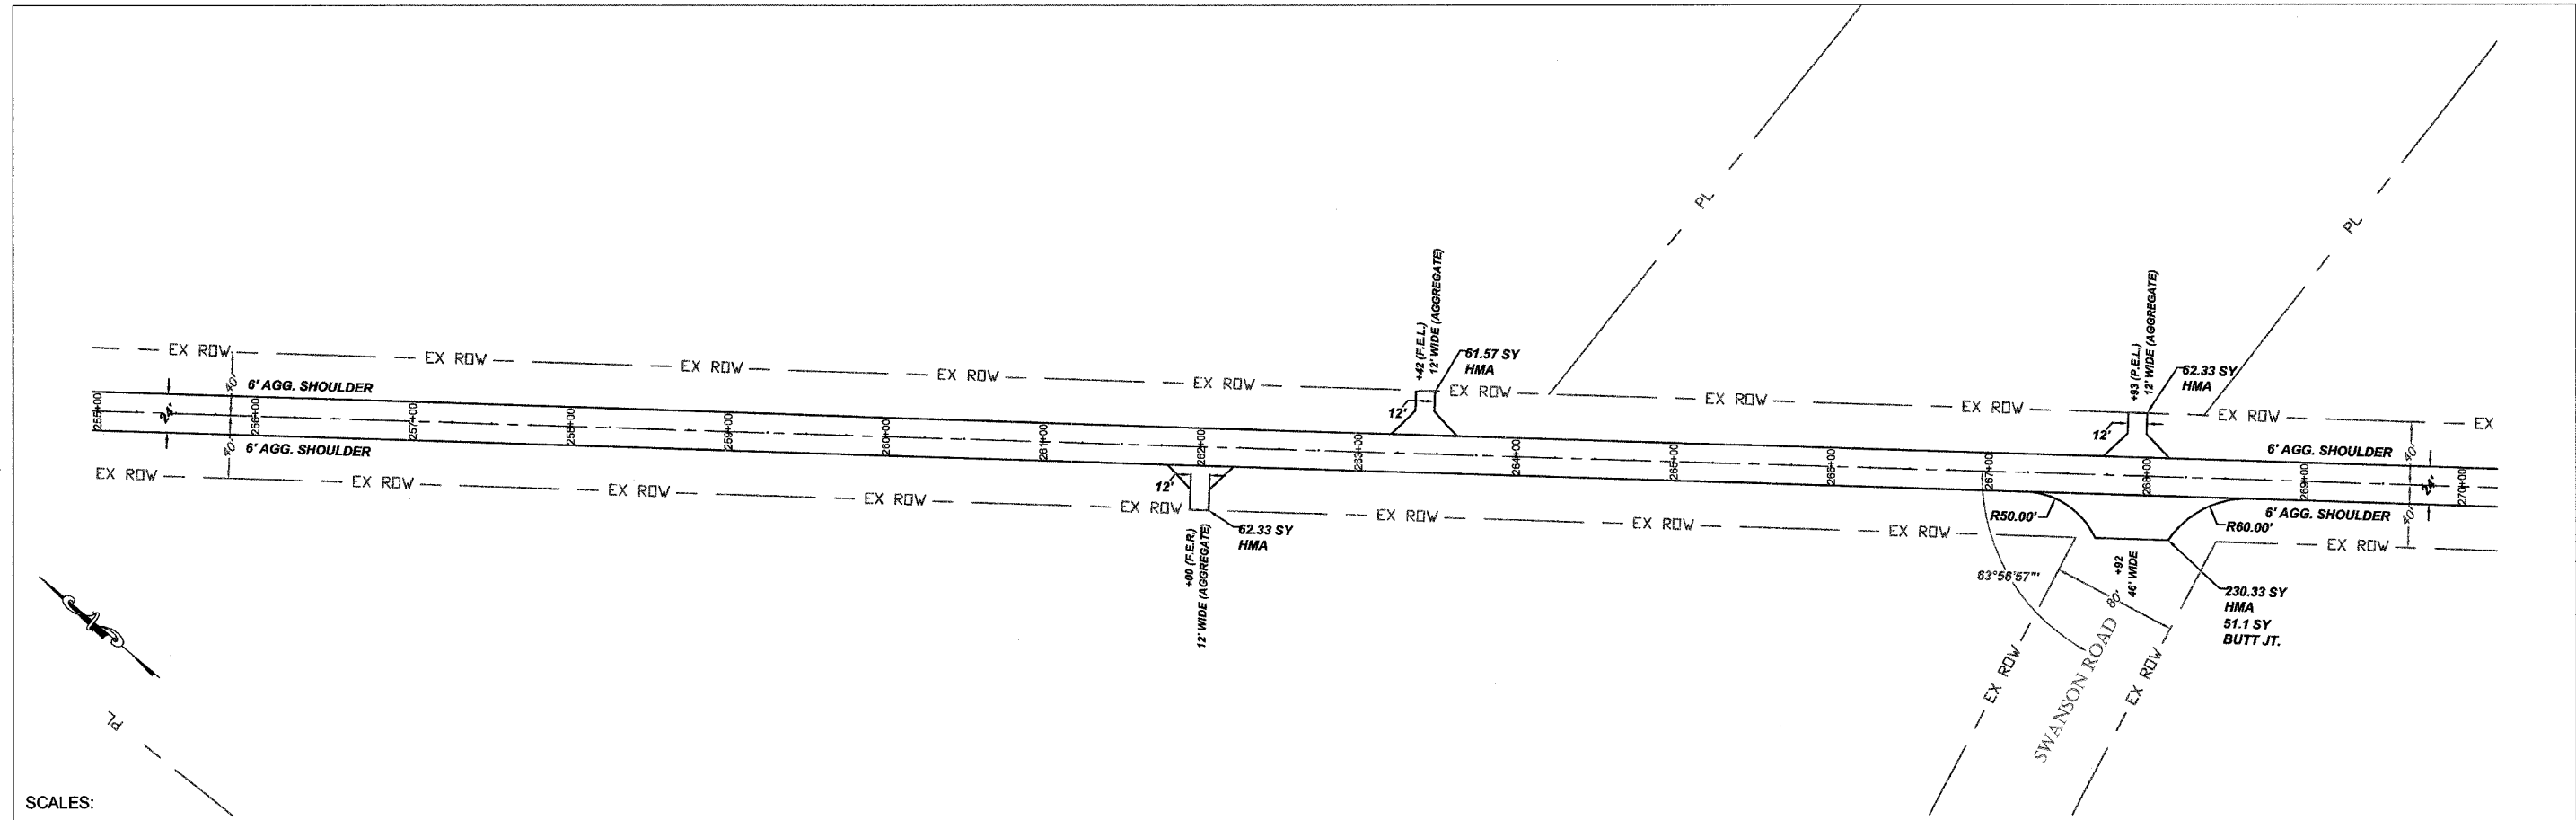 PL
PL
+42 (F.E.L.)
12' WIDE (AGGREGATE)
61.57 SY
HMA
12'
+93 (P.E.L.)
12' WIDE (AGGREGATE)
62.33 SY
HMA
12'
EX ROW EX ROW EX ROW EX ROW EX ROW EX ROW EX ROW EX ROW EX ROW EX
40'
6' AGG. SHOULDER
6' AGG. SHOULDER
40'
24'
24'
255+00 256+00 257+00 258+00 259+00 260+00 261+00 262+00 263+00 264+00 265+00 266+00 267+00 268+00 269+00 270+00
40'
6' AGG. SHOULDER
6' AGG. SHOULDER
40'
EX ROW EX ROW EX ROW EX ROW EX ROW EX ROW EX ROW EX ROW EX ROW
12'
62.33 SY
HMA
+00 (F.E.R.)
12' WIDE (AGGREGATE)
R50.00'
R60.00'
63°56'57"'
80'
+92
46' WIDE
230.33 SY
HMA
51.1 SY
BUTT JT.
EX ROW
SWANSON ROAD
EX ROW
PL
SCALES: